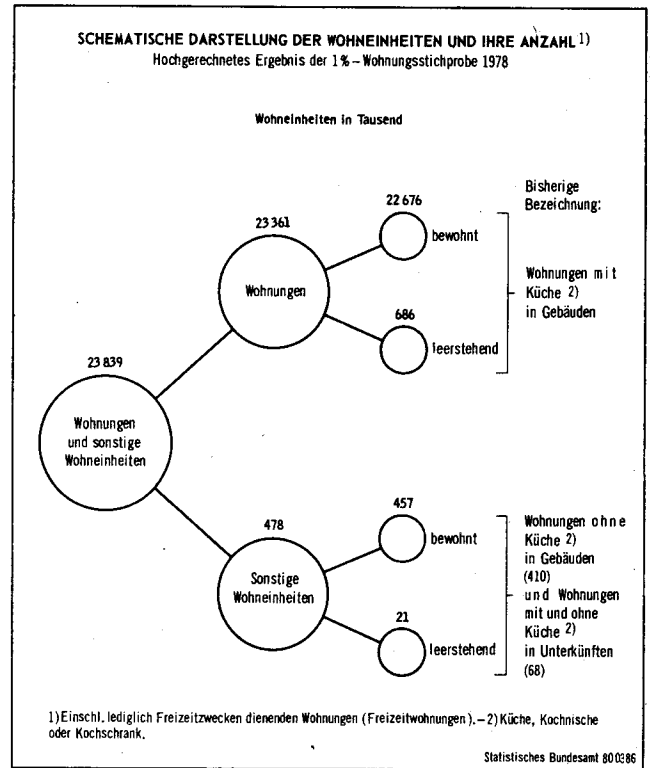 SCHEMATISCHE DARSTELLUNG DER WOHNEINHEITEN UND IHRE ANZAHL 1)
Hochgerechnetes Ergebnis der 1% – Wohnungsstichprobe 1978
Wohneinheiten in Tausend
Bisherige
Bezeichnung:
22 676
bewohnt
23 361
Wohnungen
Wohnungen mit
Küche 2)
in Gebäuden
686
leerstehend
23 839
Wohnungen
und sonstige
Wohneinheiten
457
bewohnt
478
Sonstige
Wohneinheiten
21
leerstehend
Wohnungen ohne
Küche 2)
in Gebäuden
(410)
und Wohnungen
mit und ohne
Küche 2)
in Unterkünften
(68)
1) Einschl. lediglich Freizeitzwecken dienenden Wohnungen (Freizeitwohnungen). – 2) Küche, Kochnische
oder Kochschrank.
Statistisches Bundesamt 80 0386